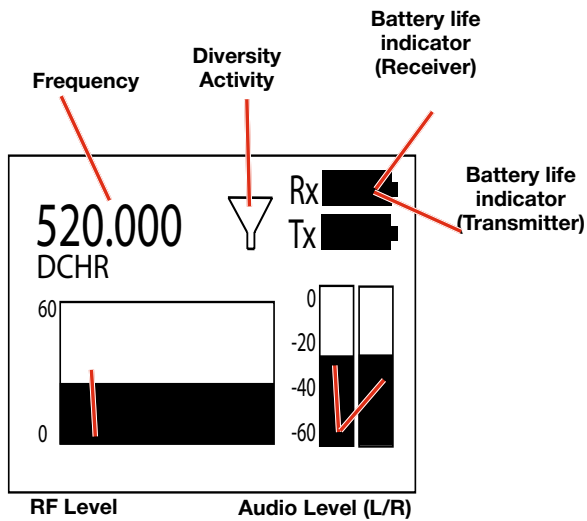 Battery life
indicator
(Receiver)
Diversity
Activity
Frequency
Battery life
indicator
(Transmitter)
Rx
520.000
Tx
DCHR
60
0
0
-20
-40
-60
RF Level
Audio Level (L/R)